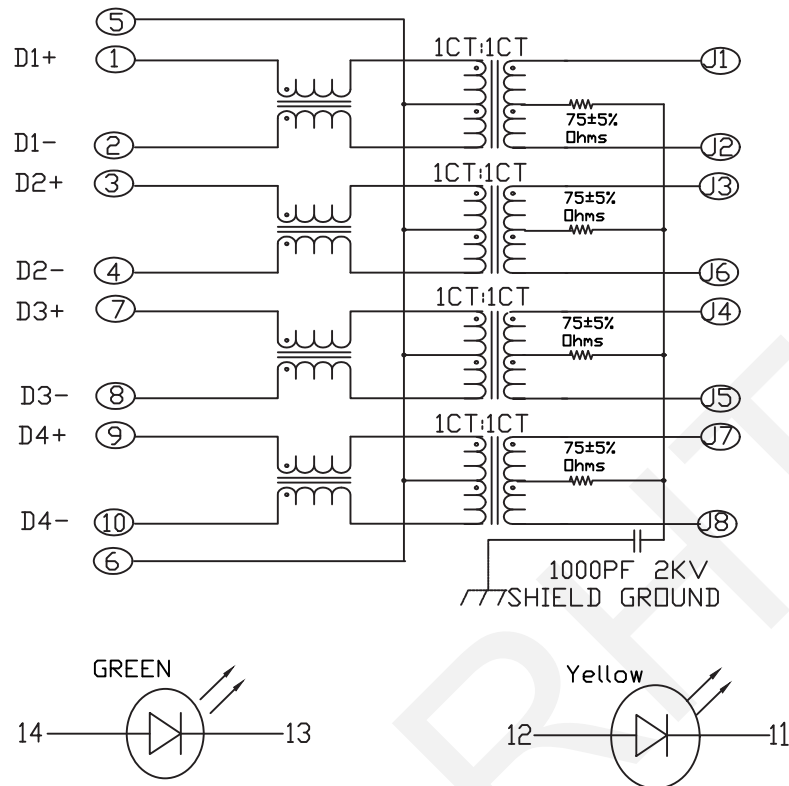 5
1CT:1CT
D1+ 1 J1
75±5%
Ohms
D1- 2 J2
1CT:1CT
D2+ 3 J3
75±5%
Ohms
D2- 4 J6
1CT:1CT
D3+ 7 J4
75±5%
Ohms
D3- 8 J5
1CT:1CT
D4+ 9 J7
75±5%
Ohms
D4- 10 J8
6
1000PF 2KV
SHIELD GROUND
GREEN
Yellow
14 13
12 11
RHT